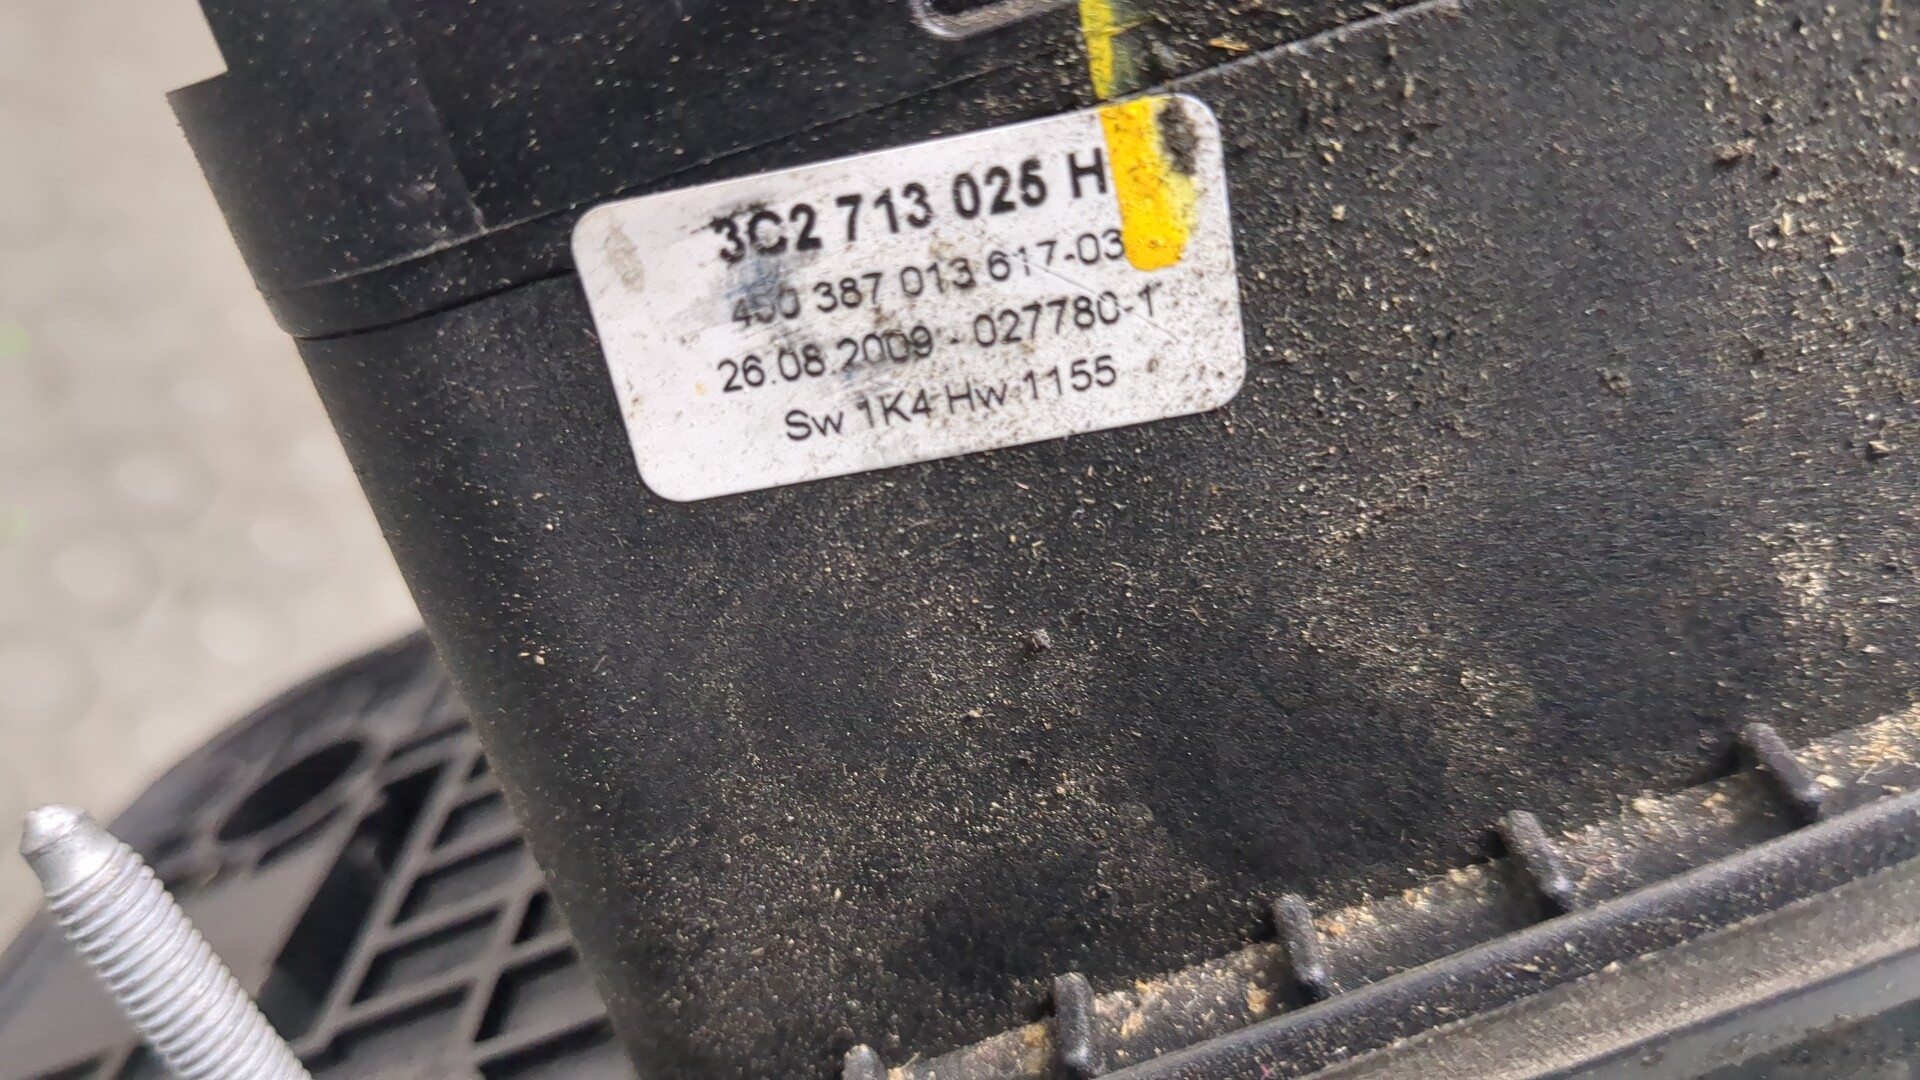 3C2 713 025 H
450 387 013 617-03
26.08.2009 - 027780-1
Sw 1K4 Hw 1155